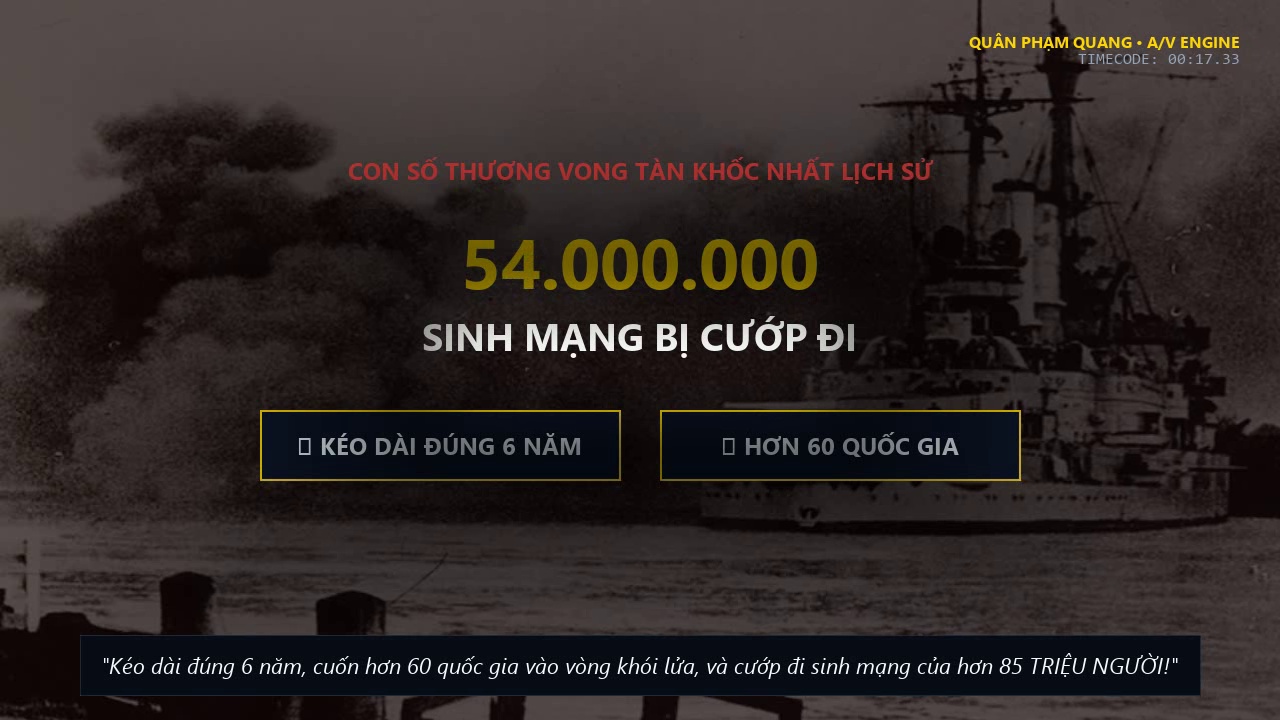 QUÂN PHẠM QUANG • A/V ENGINE
TIMECODE: 00:17.33
CON SỐ THƯƠNG VONG TÀN KHỐC NHẤT LỊCH SỬ
54.000.000
SINH MẠNG BỊ CƯỚP ĐI
KÉO DÀI ĐÚNG 6 NĂM
HƠN 60 QUỐC GIA
"Kéo dài đúng 6 năm, cuốn hơn 60 quốc gia vào vòng khói lửa, và cướp đi sinh mạng của hơn 85 TRIỆU NGƯỜI!"